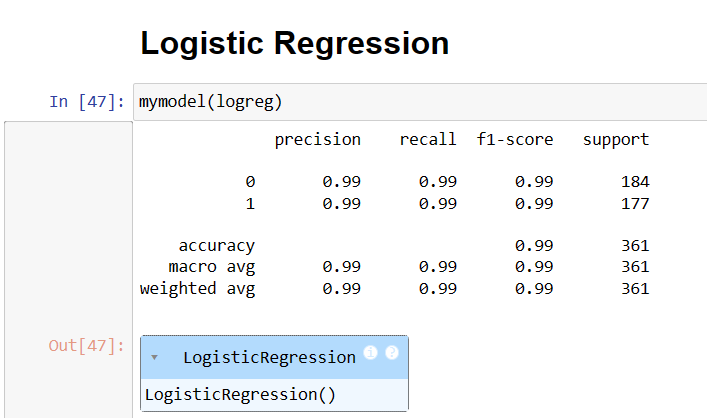 Logistic Regression
In [47]: mymodel(logreg)
precision recall f1-score support
0 0.99 0.99 0.99 184
1 0.99 0.99 0.99 177
accuracy 0.99 361
macro avg 0.99 0.99 0.99 361
weighted avg 0.99 0.99 0.99 361
Out[47]: ▾ LogisticRegression i ?
LogisticRegression()